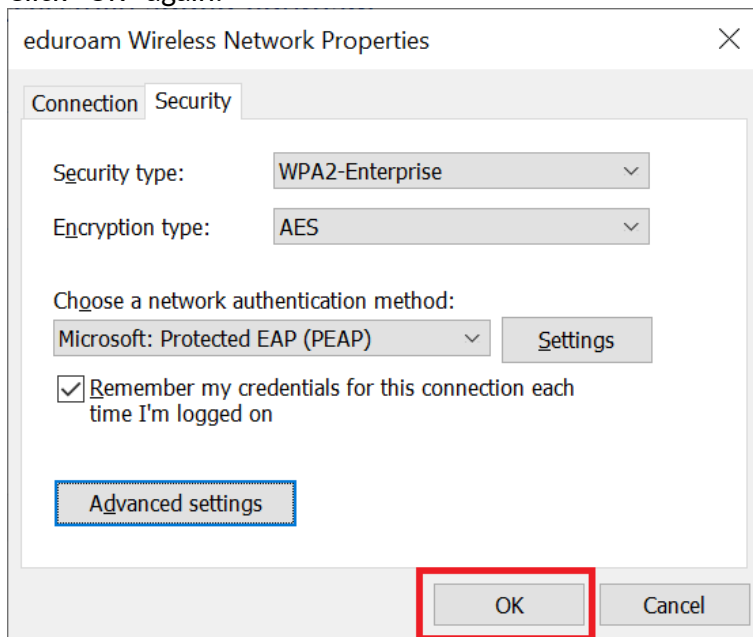 eduroam Wireless Network Properties
Connection Security
Security type: WPA2-Enterprise
Encryption type: AES
Choose a network authentication method:
Microsoft: Protected EAP (PEAP) Settings
Remember my credentials for this connection each
time I'm logged on
Advanced settings
OK Cancel